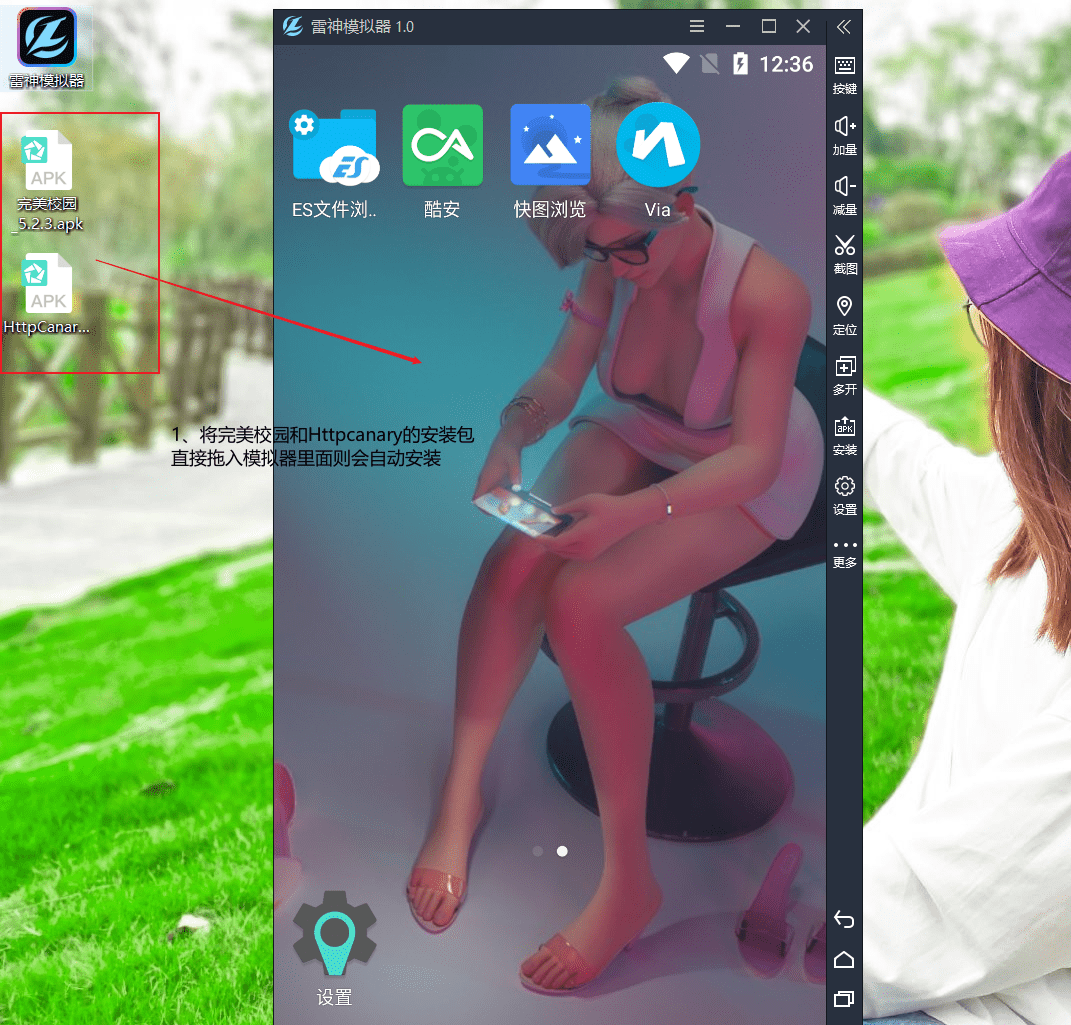 雷神模拟器
完美校园
_5.2.3.apk
APK
HttpCanar...
APK
雷神模拟器 1.0
12:36
ES文件浏..
ES
酷安
快图浏览
Via
1、将完美校园和Httpcanary的安装包
直接拖入模拟器里面则会自动安装
设置
按键
加量
减量
截图
定位
多开
APK
安装
设置
更多